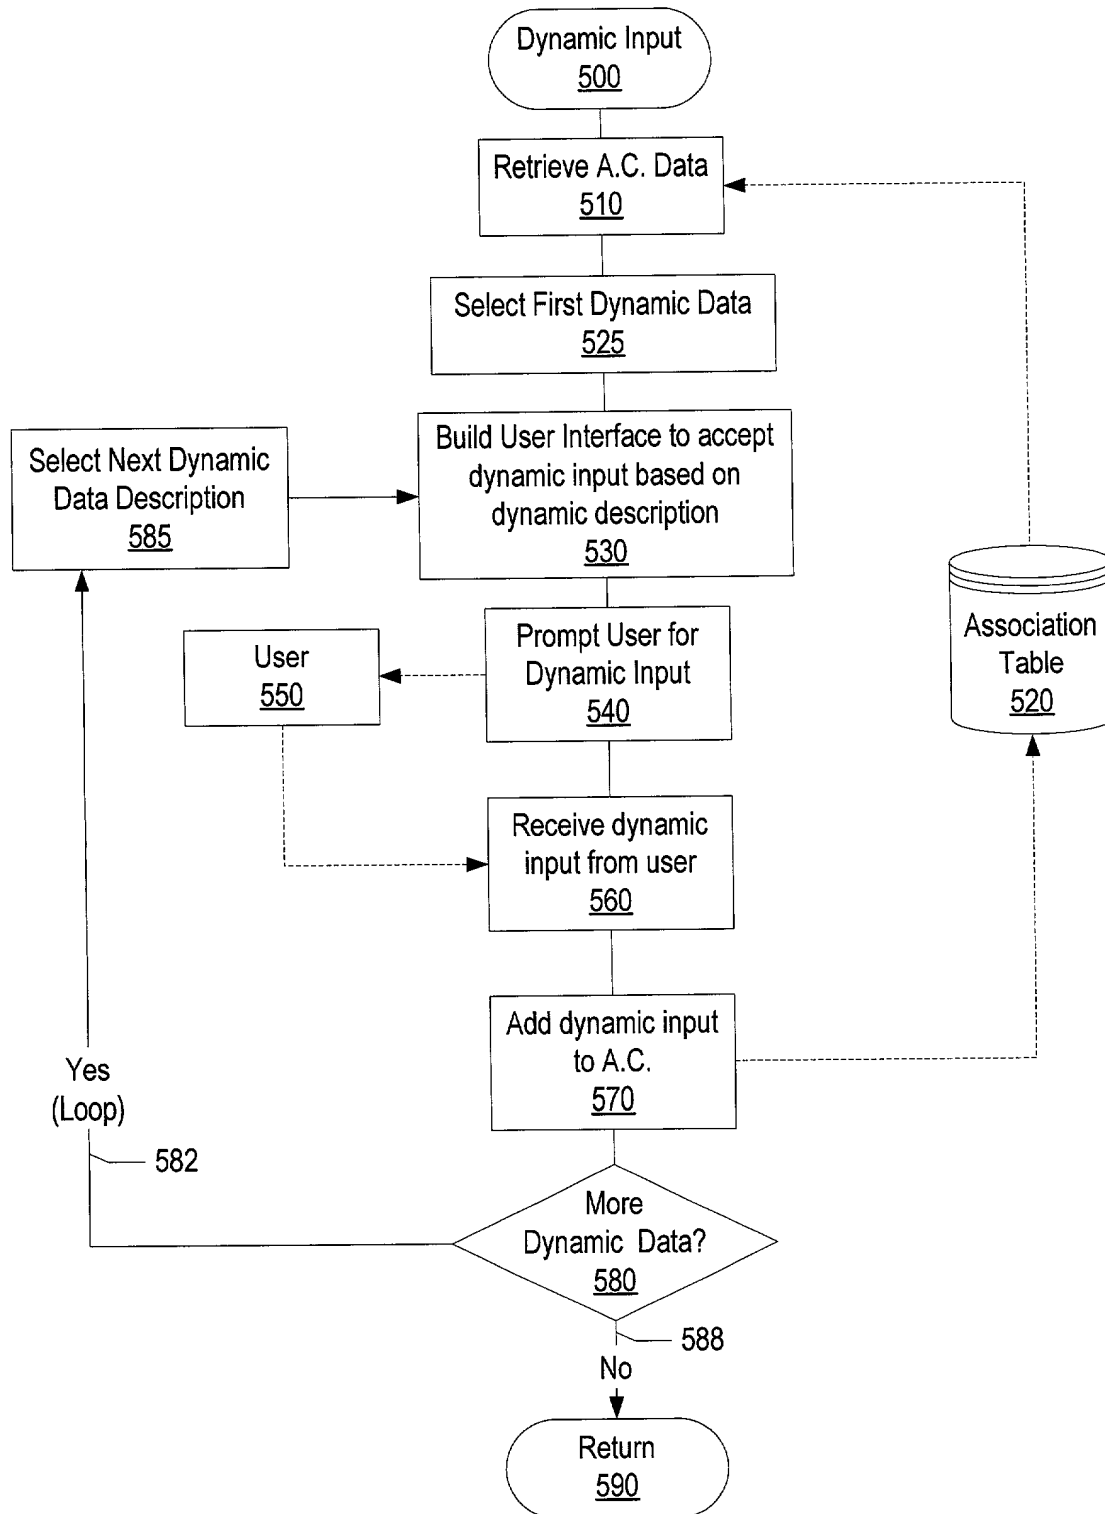 Dynamic Input
500
Retrieve A.C. Data
510
Select First Dynamic Data
525
Build User Interface to accept
dynamic input based on
dynamic description
530
Select Next Dynamic
Data Description
585
Association
Table
520
User
550
Prompt User for
Dynamic Input
540
Receive dynamic
input from user
560
Add dynamic input
to A.C.
570
Yes
(Loop)
582
More
Dynamic Data?
580
588
No
Return
590